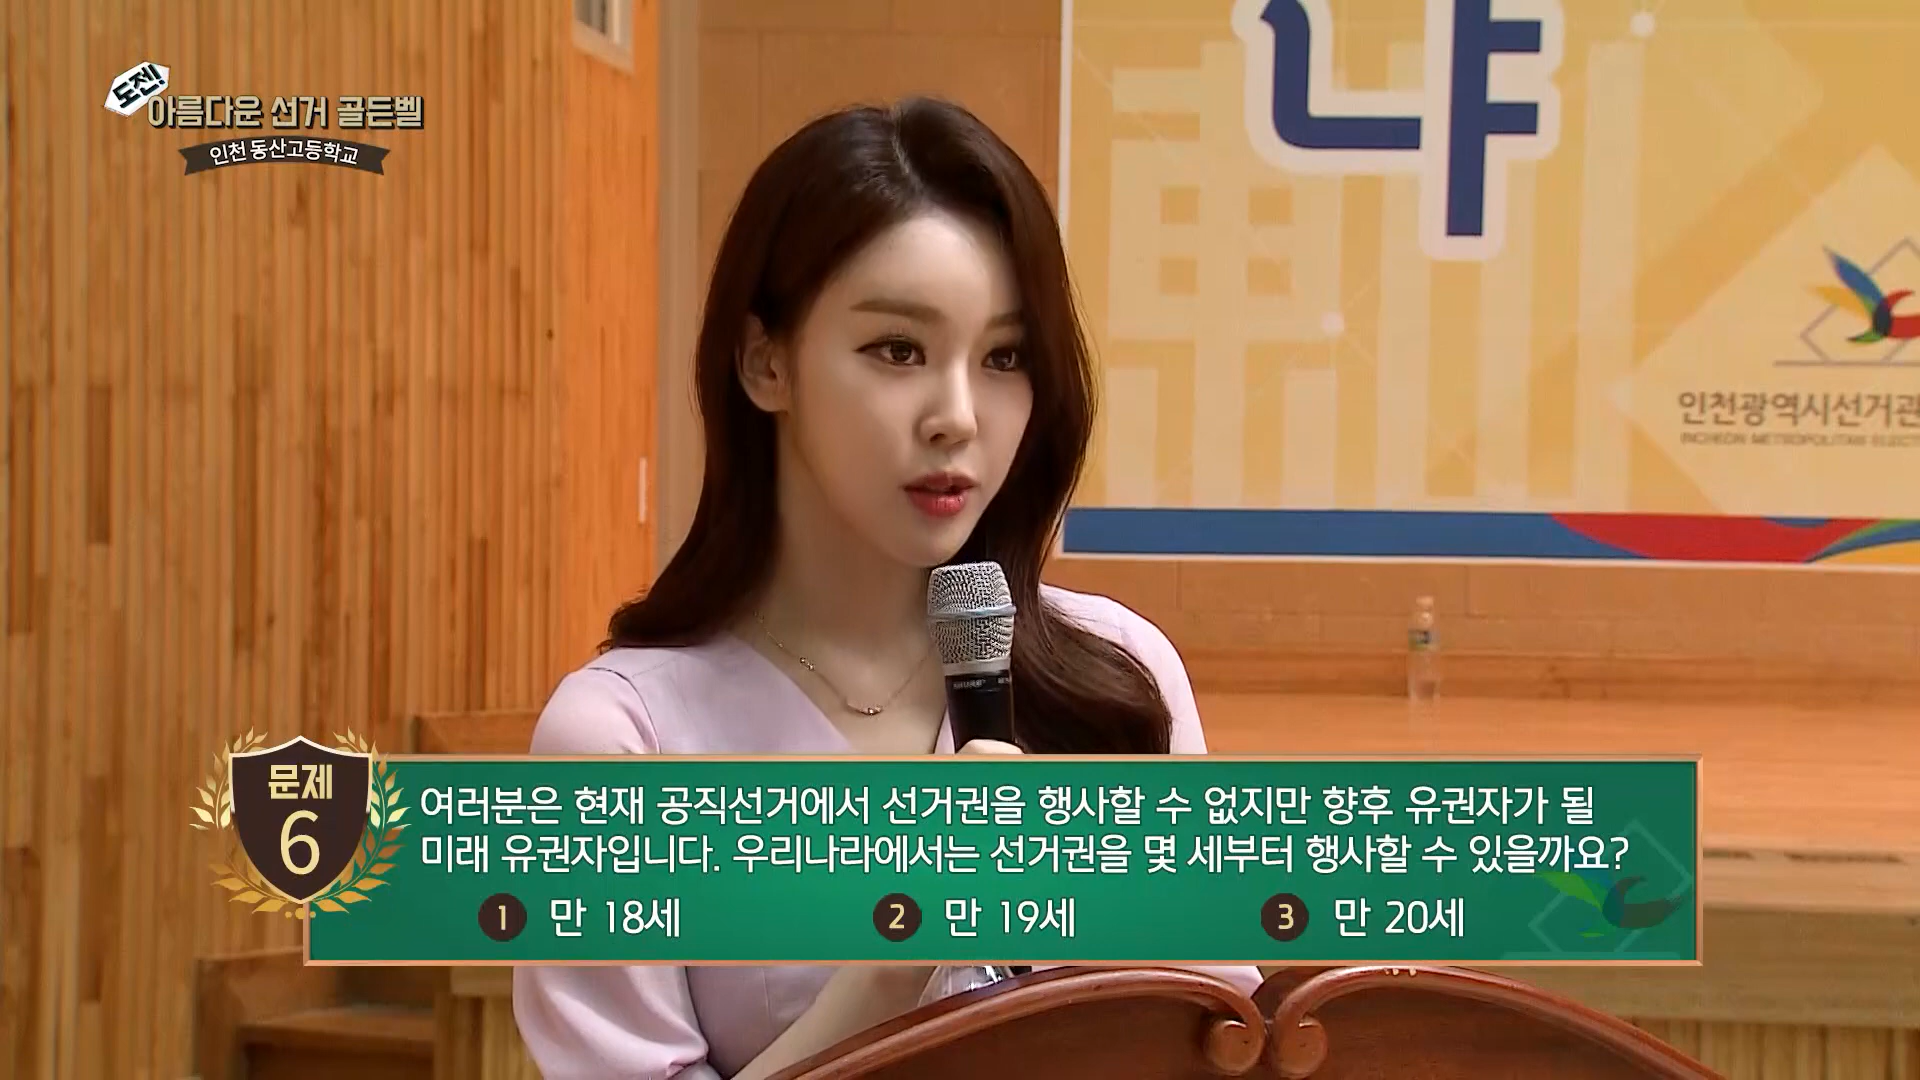 도전!
아름다운 선거 골든벨
인천 동산고등학교
냐
인천광역시선거관
INCHEON METROPOLITAN ELECT
문제
6
여러분은 현재 공직선거에서 선거권을 행사할 수 없지만 향후 유권자가 될
미래 유권자입니다. 우리나라에서는 선거권을 몇 세부터 행사할 수 있을까요?
1 만 18세 2 만 19세 3 만 20세